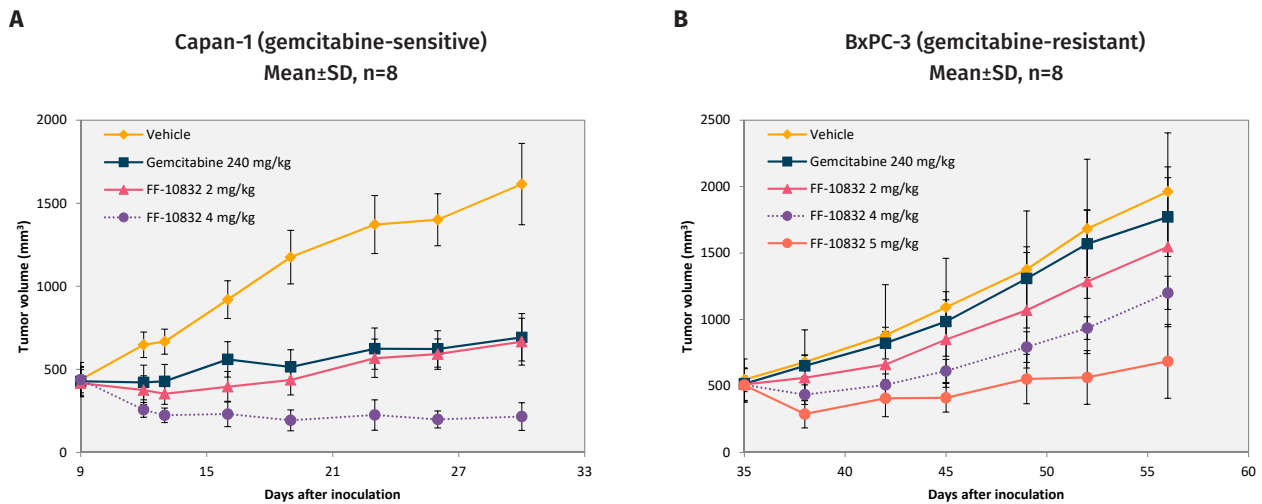 A
Capan-1 (gemcitabine-sensitive)
Mean±SD, n=8
Tumor volume (mm³)
2000
1500
1000
500
0
Vehicle
Gemcitabine 240 mg/kg
FF-10832 2 mg/kg
FF-10832 4 mg/kg
9
15
21
27
33
Days after inoculation
B
BxPC-3 (gemcitabine-resistant)
Mean±SD, n=8
Tumor volume (mm³)
2500
2000
1500
1000
500
0
Vehicle
Gemcitabine 240 mg/kg
FF-10832 2 mg/kg
FF-10832 4 mg/kg
FF-10832 5 mg/kg
35
40
45
50
55
60
Days after inoculation